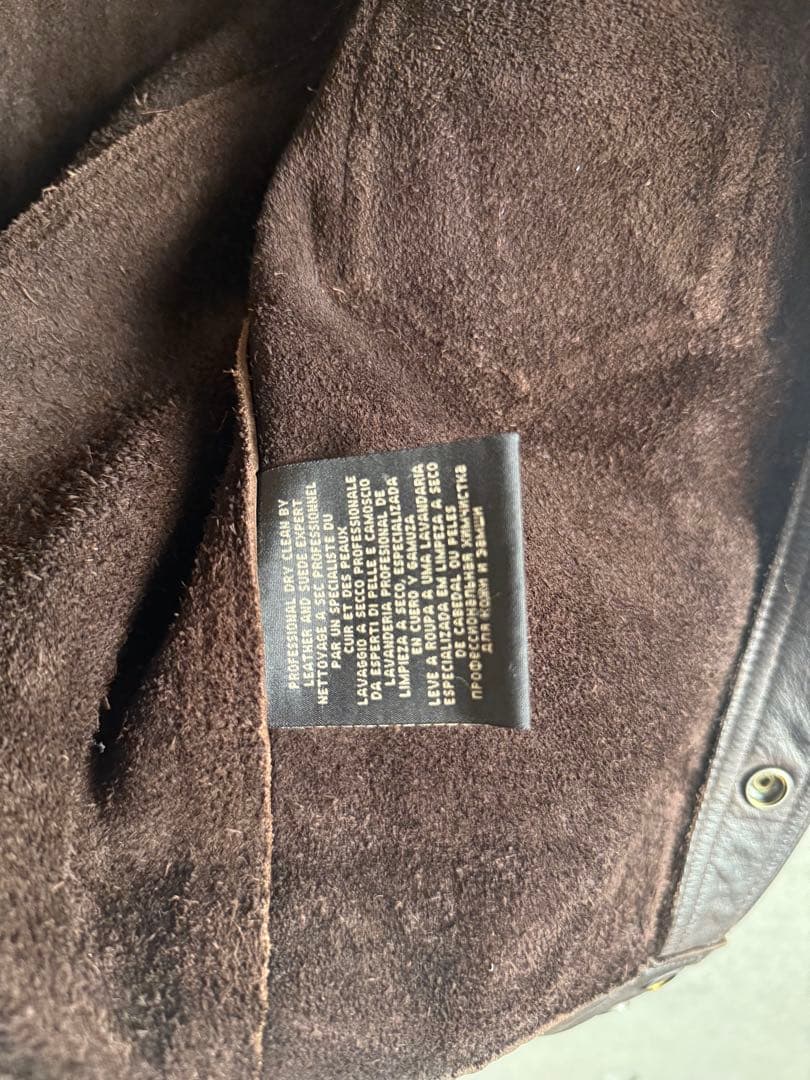 PROFESSIONAL DRY CLEAN BY
LEATHER AND SUEDE EXPERT
NETTOYAGE A SEC PROFESSIONNEL
PAR UN SPECIALISTE DU
CUIR ET DES PEAUX
LAVAGGIO A SECCO PROFESSIONALE
DA ESPERTI DI PELLE E CAMOSCIO
LAVANDERIA PROFESIONAL DE
LIMPIEZA A SECO, ESPECIALIZADA
EN CUERO Y GAMUZA
LEVE A ROUPA A UMA LAVANDARIA
ESPECIALIZADA EM LIMPEZA A SECO
DE CABEDAL OU PELES
ПРОФЕССИОНАЛЬНАЯ ХИМЧИСТКА
ДЛЯ КОЖИ И ЗАМШИ